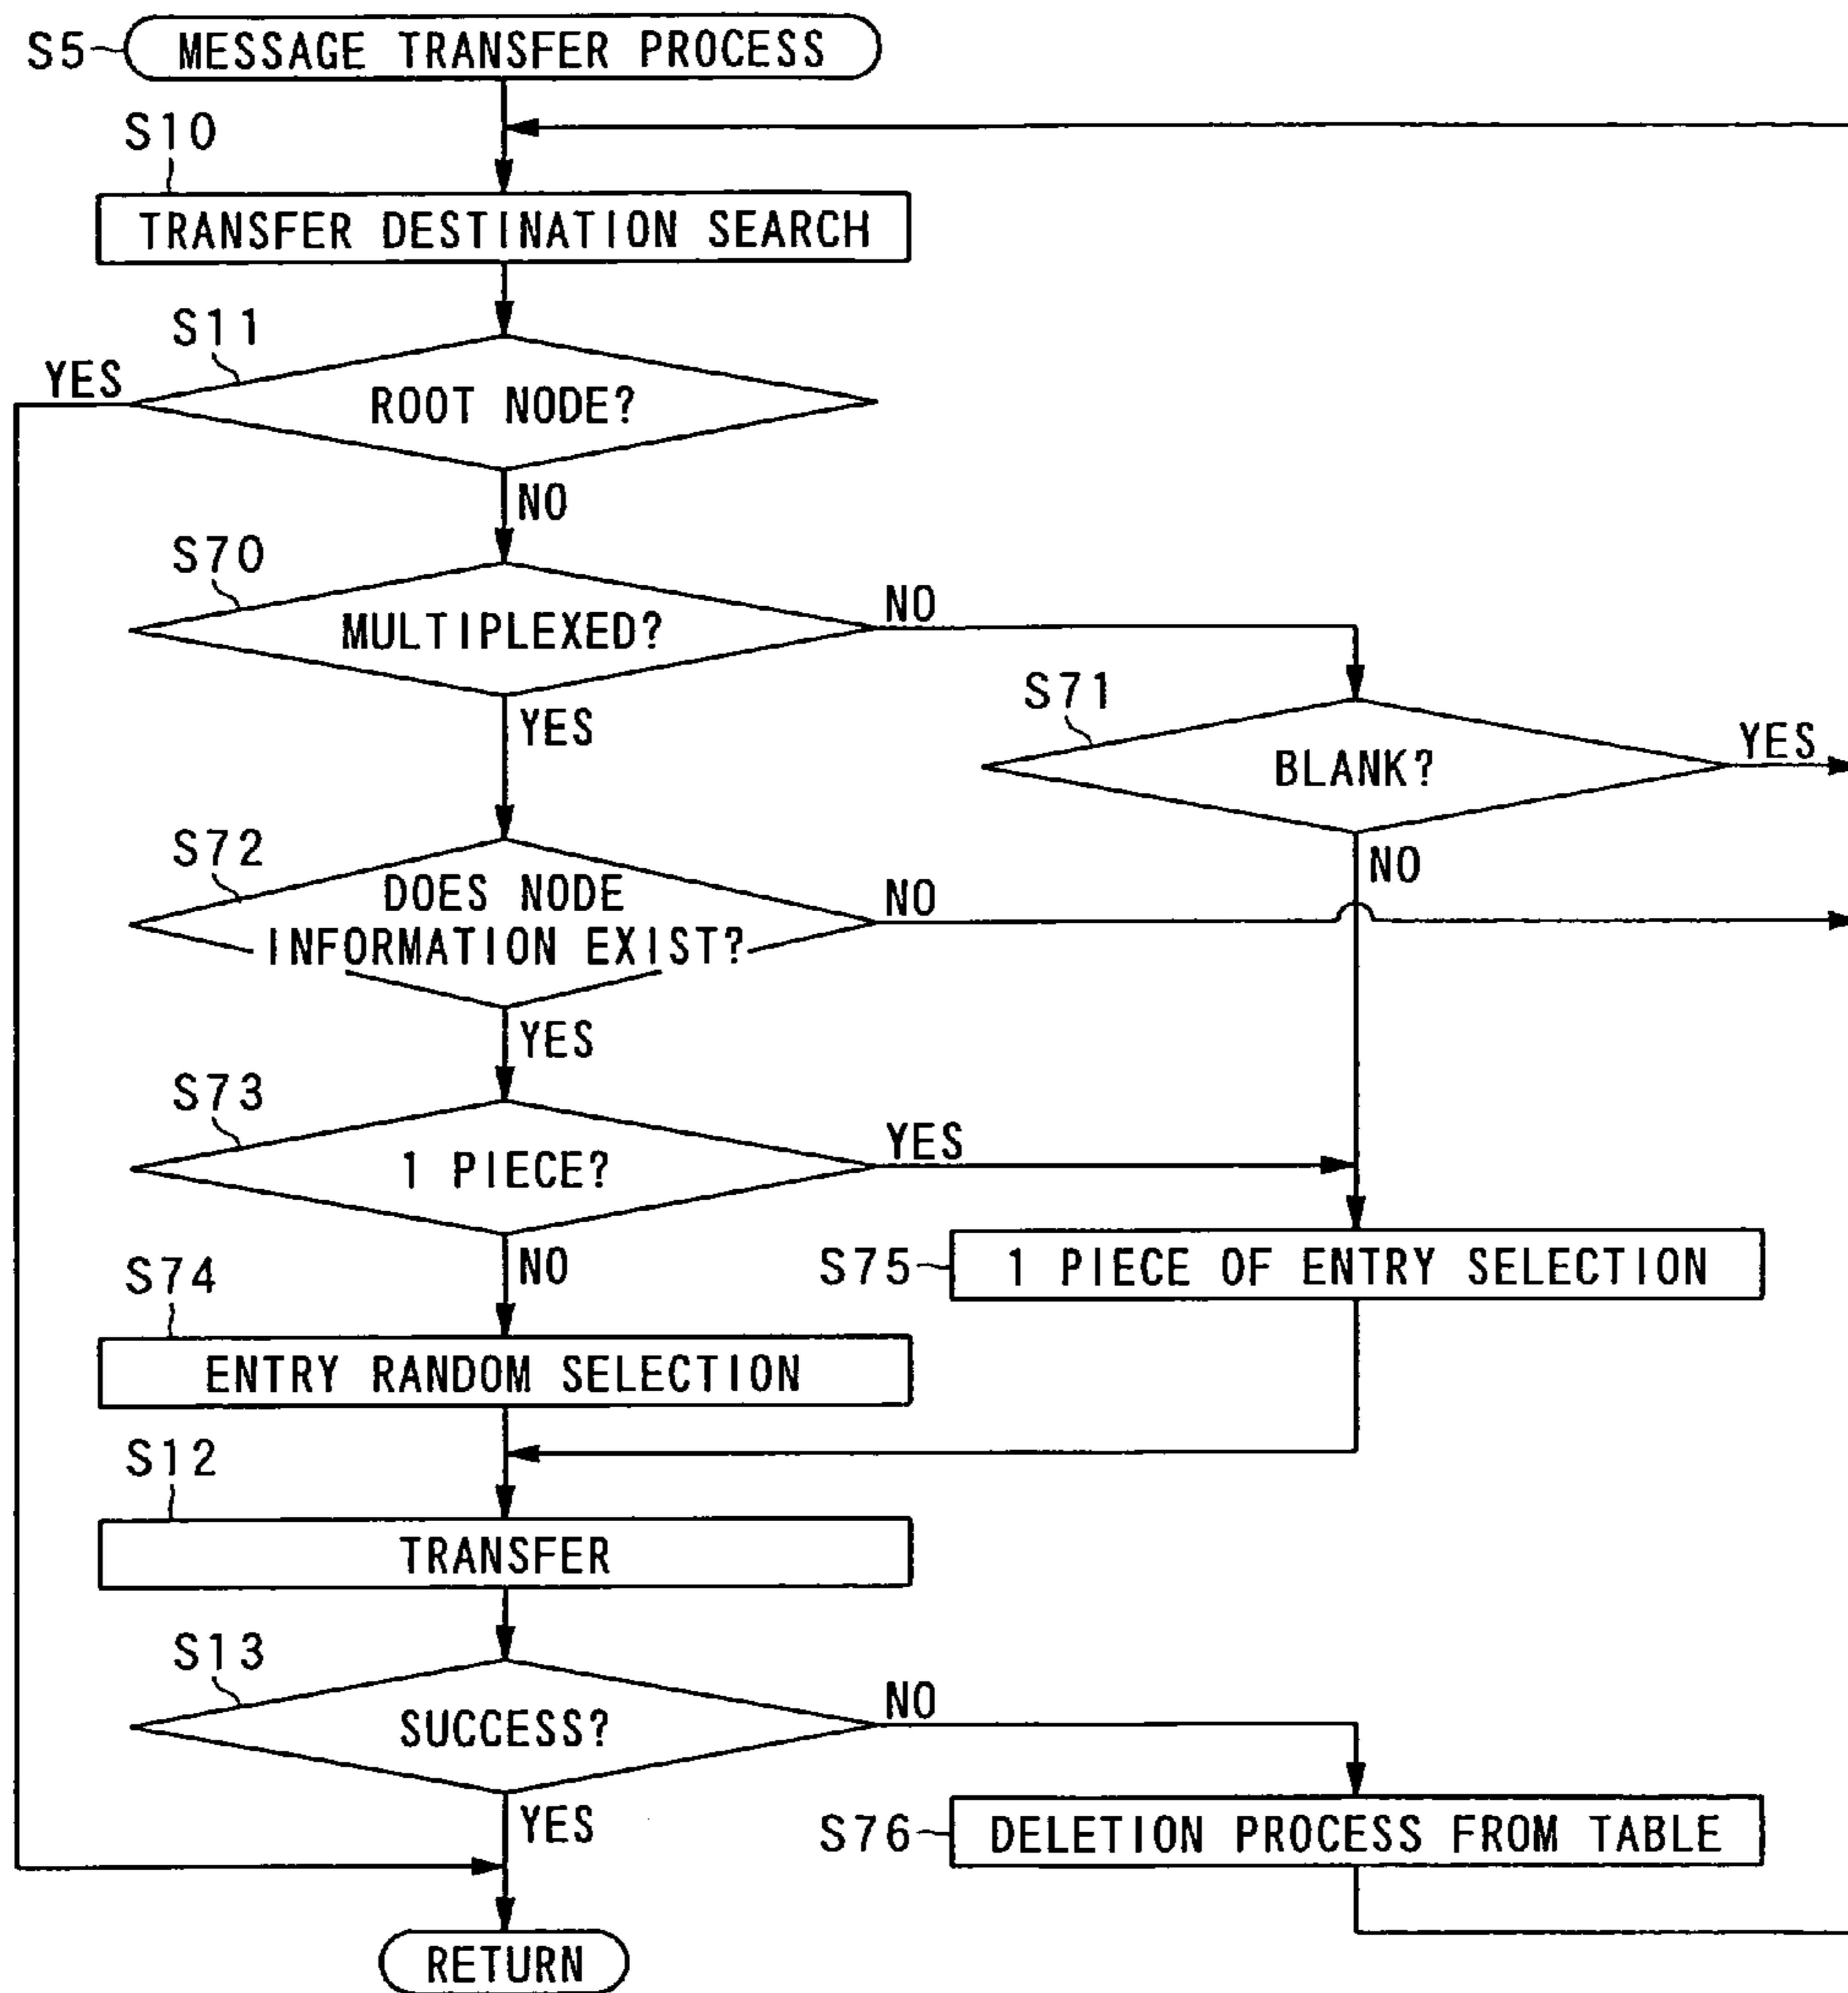 S5
MESSAGE TRANSFER PROCESS
S10
TRANSFER DESTINATION SEARCH
S11
YES
ROOT NODE?
NO
S70
MULTIPLEXED?
NO
YES
S71
BLANK?
YES
NO
S72
DOES NODE
INFORMATION EXIST?
NO
YES
S73
1 PIECE?
YES
NO
S74
ENTRY RANDOM SELECTION
S75
1 PIECE OF ENTRY SELECTION
S12
TRANSFER
S13
SUCCESS?
NO
YES
S76
DELETION PROCESS FROM TABLE
RETURN